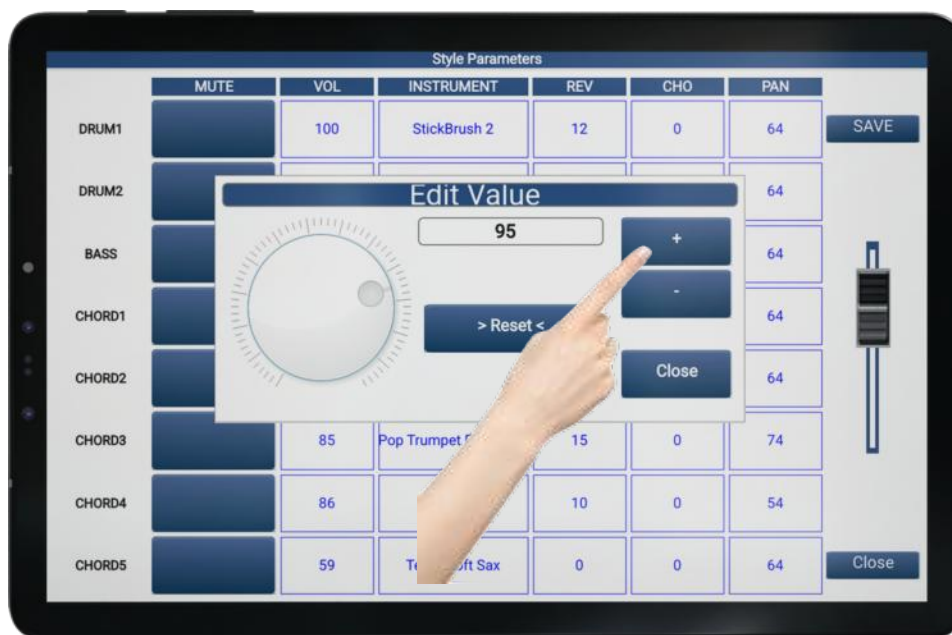 Style Parameters
MUTE VOL INSTRUMENT REV CHO PAN
DRUM1 100 StickBrush 2 12 0 64 SAVE
DRUM2 64
Edit Value
95
+
BASS 64
-
CHORD1 64
> Reset <
Close
CHORD2 64
CHORD3 85 Pop Trumpet 15 0 74
CHORD4 86 10 0 54
CHORD5 59 Sax 0 0 64 Close